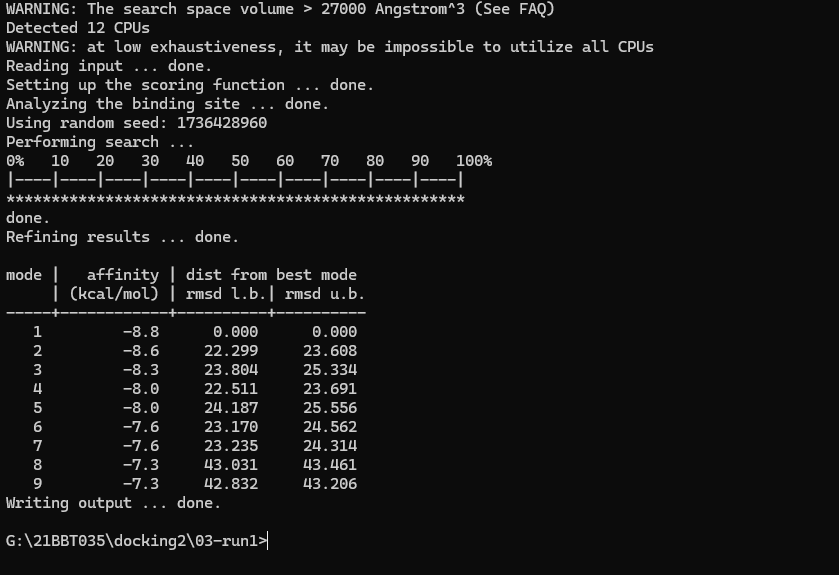 WARNING: The search space volume > 27000 Angstrom^3 (See FAQ)
Detected 12 CPUs
WARNING: at low exhaustiveness, it may be impossible to utilize all CPUs
Reading input ... done.
Setting up the scoring function ... done.
Analyzing the binding site ... done.
Using random seed: 1736428960
Performing search ...
0%   10   20   30   40   50   60   70   80   90   100%
|----|----|----|----|----|----|----|----|----|----|
***************************************************
done.
Refining results ... done.

mode |   affinity | dist from best mode
     | (kcal/mol) | rmsd l.b.| rmsd u.b.
-----+------------+----------+----------
   1         -8.8      0.000      0.000
   2         -8.6     22.299     23.608
   3         -8.3     23.804     25.334
   4         -8.0     22.511     23.691
   5         -8.0     24.187     25.556
   6         -7.6     23.170     24.562
   7         -7.6     23.235     24.314
   8         -7.3     43.031     43.461
   9         -7.3     42.832     43.206
Writing output ... done.

G:\21BBT035\docking2\03-run1>